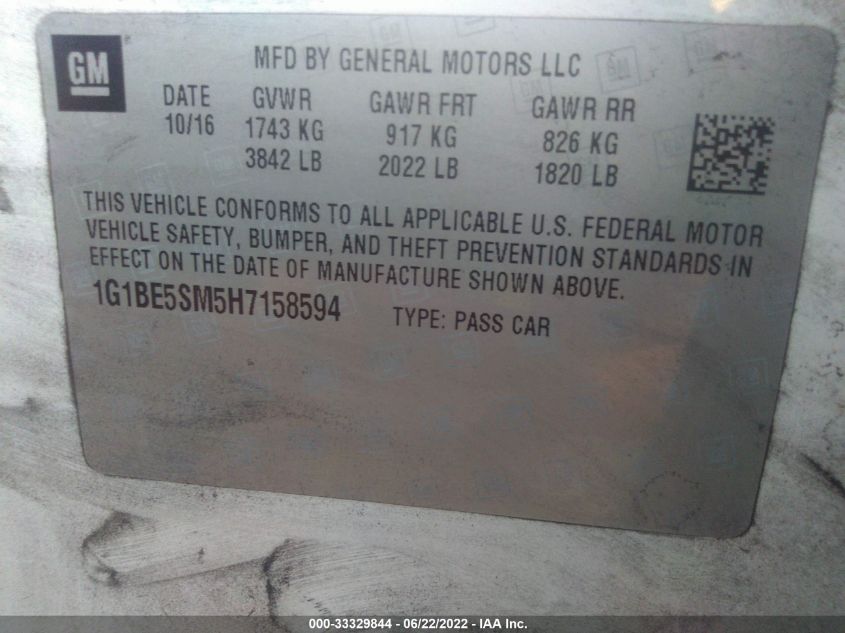 GM
MFD BY GENERAL MOTORS LLC
DATE GVWR GAWR FRT GAWR RR
10/16 1743 KG 917 KG 826 KG
3842 LB 2022 LB 1820 LB
THIS VEHICLE CONFORMS TO ALL APPLICABLE U.S. FEDERAL MOTOR
VEHICLE SAFETY, BUMPER, AND THEFT PREVENTION STANDARDS IN
EFFECT ON THE DATE OF MANUFACTURE SHOWN ABOVE.
1G1BE5SM5H7158594 TYPE: PASS CAR
000-33329844 - 06/22/2022 - IAA Inc.